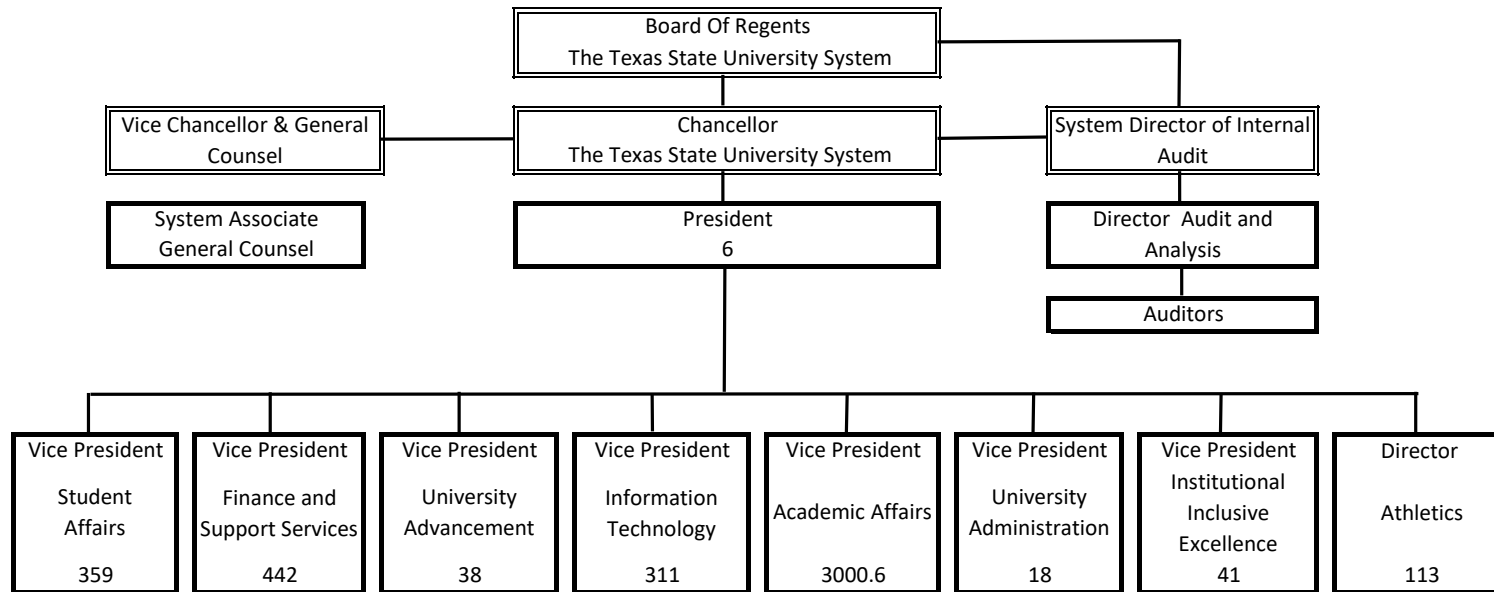 Board Of Regents
The Texas State University System
Vice Chancellor & General
Counsel
Chancellor
The Texas State University System
System Director of Internal
Audit
System Associate
General Counsel
President
6
Director Audit and
Analysis
Auditors
Vice President
Student
Affairs
359
Vice President
Finance and
Support Services
442
Vice President
University
Advancement
38
Vice President
Information
Technology
311
Vice President
Academic Affairs
3000.6
Vice President
University
Administration
18
Vice President
Institutional
Inclusive
Excellence
41
Director
Athletics
113